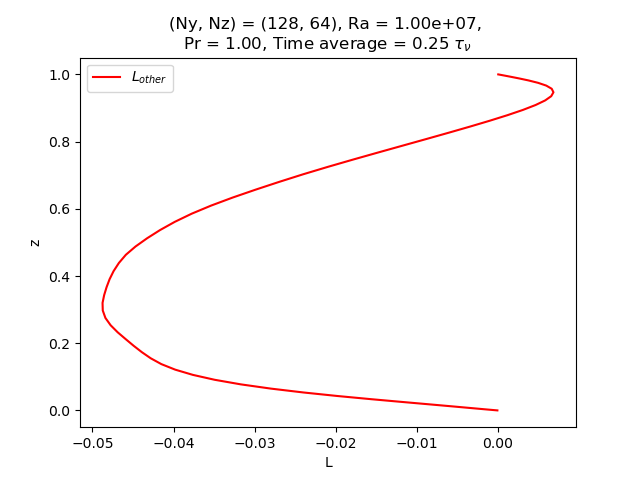 (Ny, Nz) = (128, 64), Ra = 1.00e+07,
Pr = 1.00, Time average = 0.25 τ_ν
L_other
1.0
0.8
0.6
0.4
0.2
0.0
z
−0.05 −0.04 −0.03 −0.02 −0.01 0.00
L